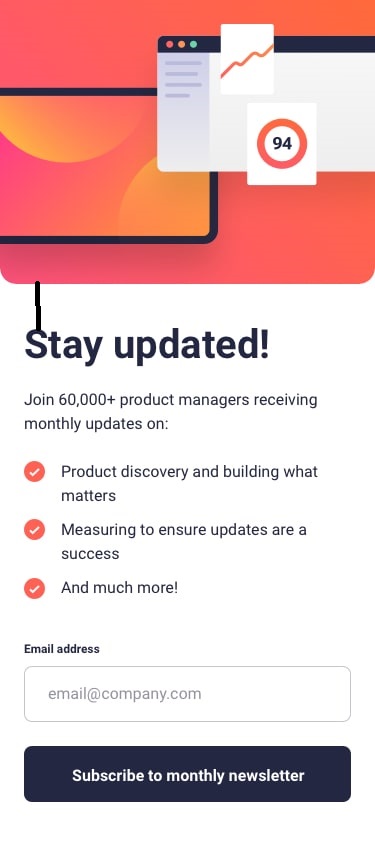 94
Stay updated!
Join 60,000+ product managers receiving
monthly updates on:
Product discovery and building what
matters
Measuring to ensure updates are a
success
And much more!
Email address
email@company.com
Subscribe to monthly newsletter